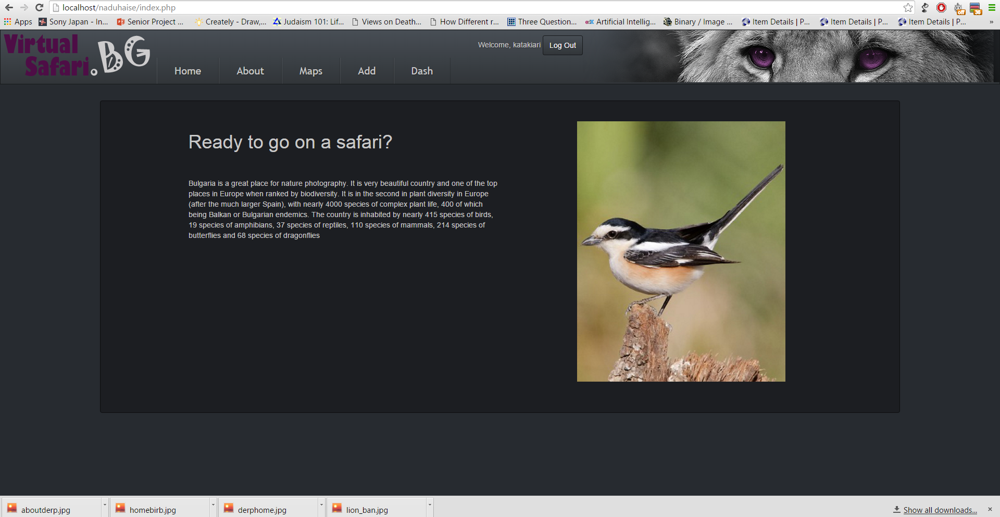 localhost/naduhaise/index.php
off
36
Apps Sony Japan - In... Senior Project ... Creately - Draw,... Judaism 101: Lif... Views on Death... How Different r... Three Question... edX Artificial Intellig... Binary / Image ... Item Details | P... Item Details | P... Item Details | P... »
Virtual
Safari.BG
Welcome, katakiari Log Out
Home About Maps Add Dash
Ready to go on a safari?
Bulgaria is a great place for nature photography. It is very beautiful country and one of the top
places in Europe when ranked by biodiversity. It is in the second in plant diversity in Europe
(after the much larger Spain), with nearly 4000 species of complex plant life, 400 of which
being Balkan or Bulgarian endemics. The country is inhabited by nearly 415 species of birds,
19 species of amphibians, 37 species of reptiles, 110 species of mammals, 214 species of
butterflies and 68 species of dragonflies
aboutderp.jpg homebirb.jpg derphome.jpg lion_ban.jpg Show all downloads...